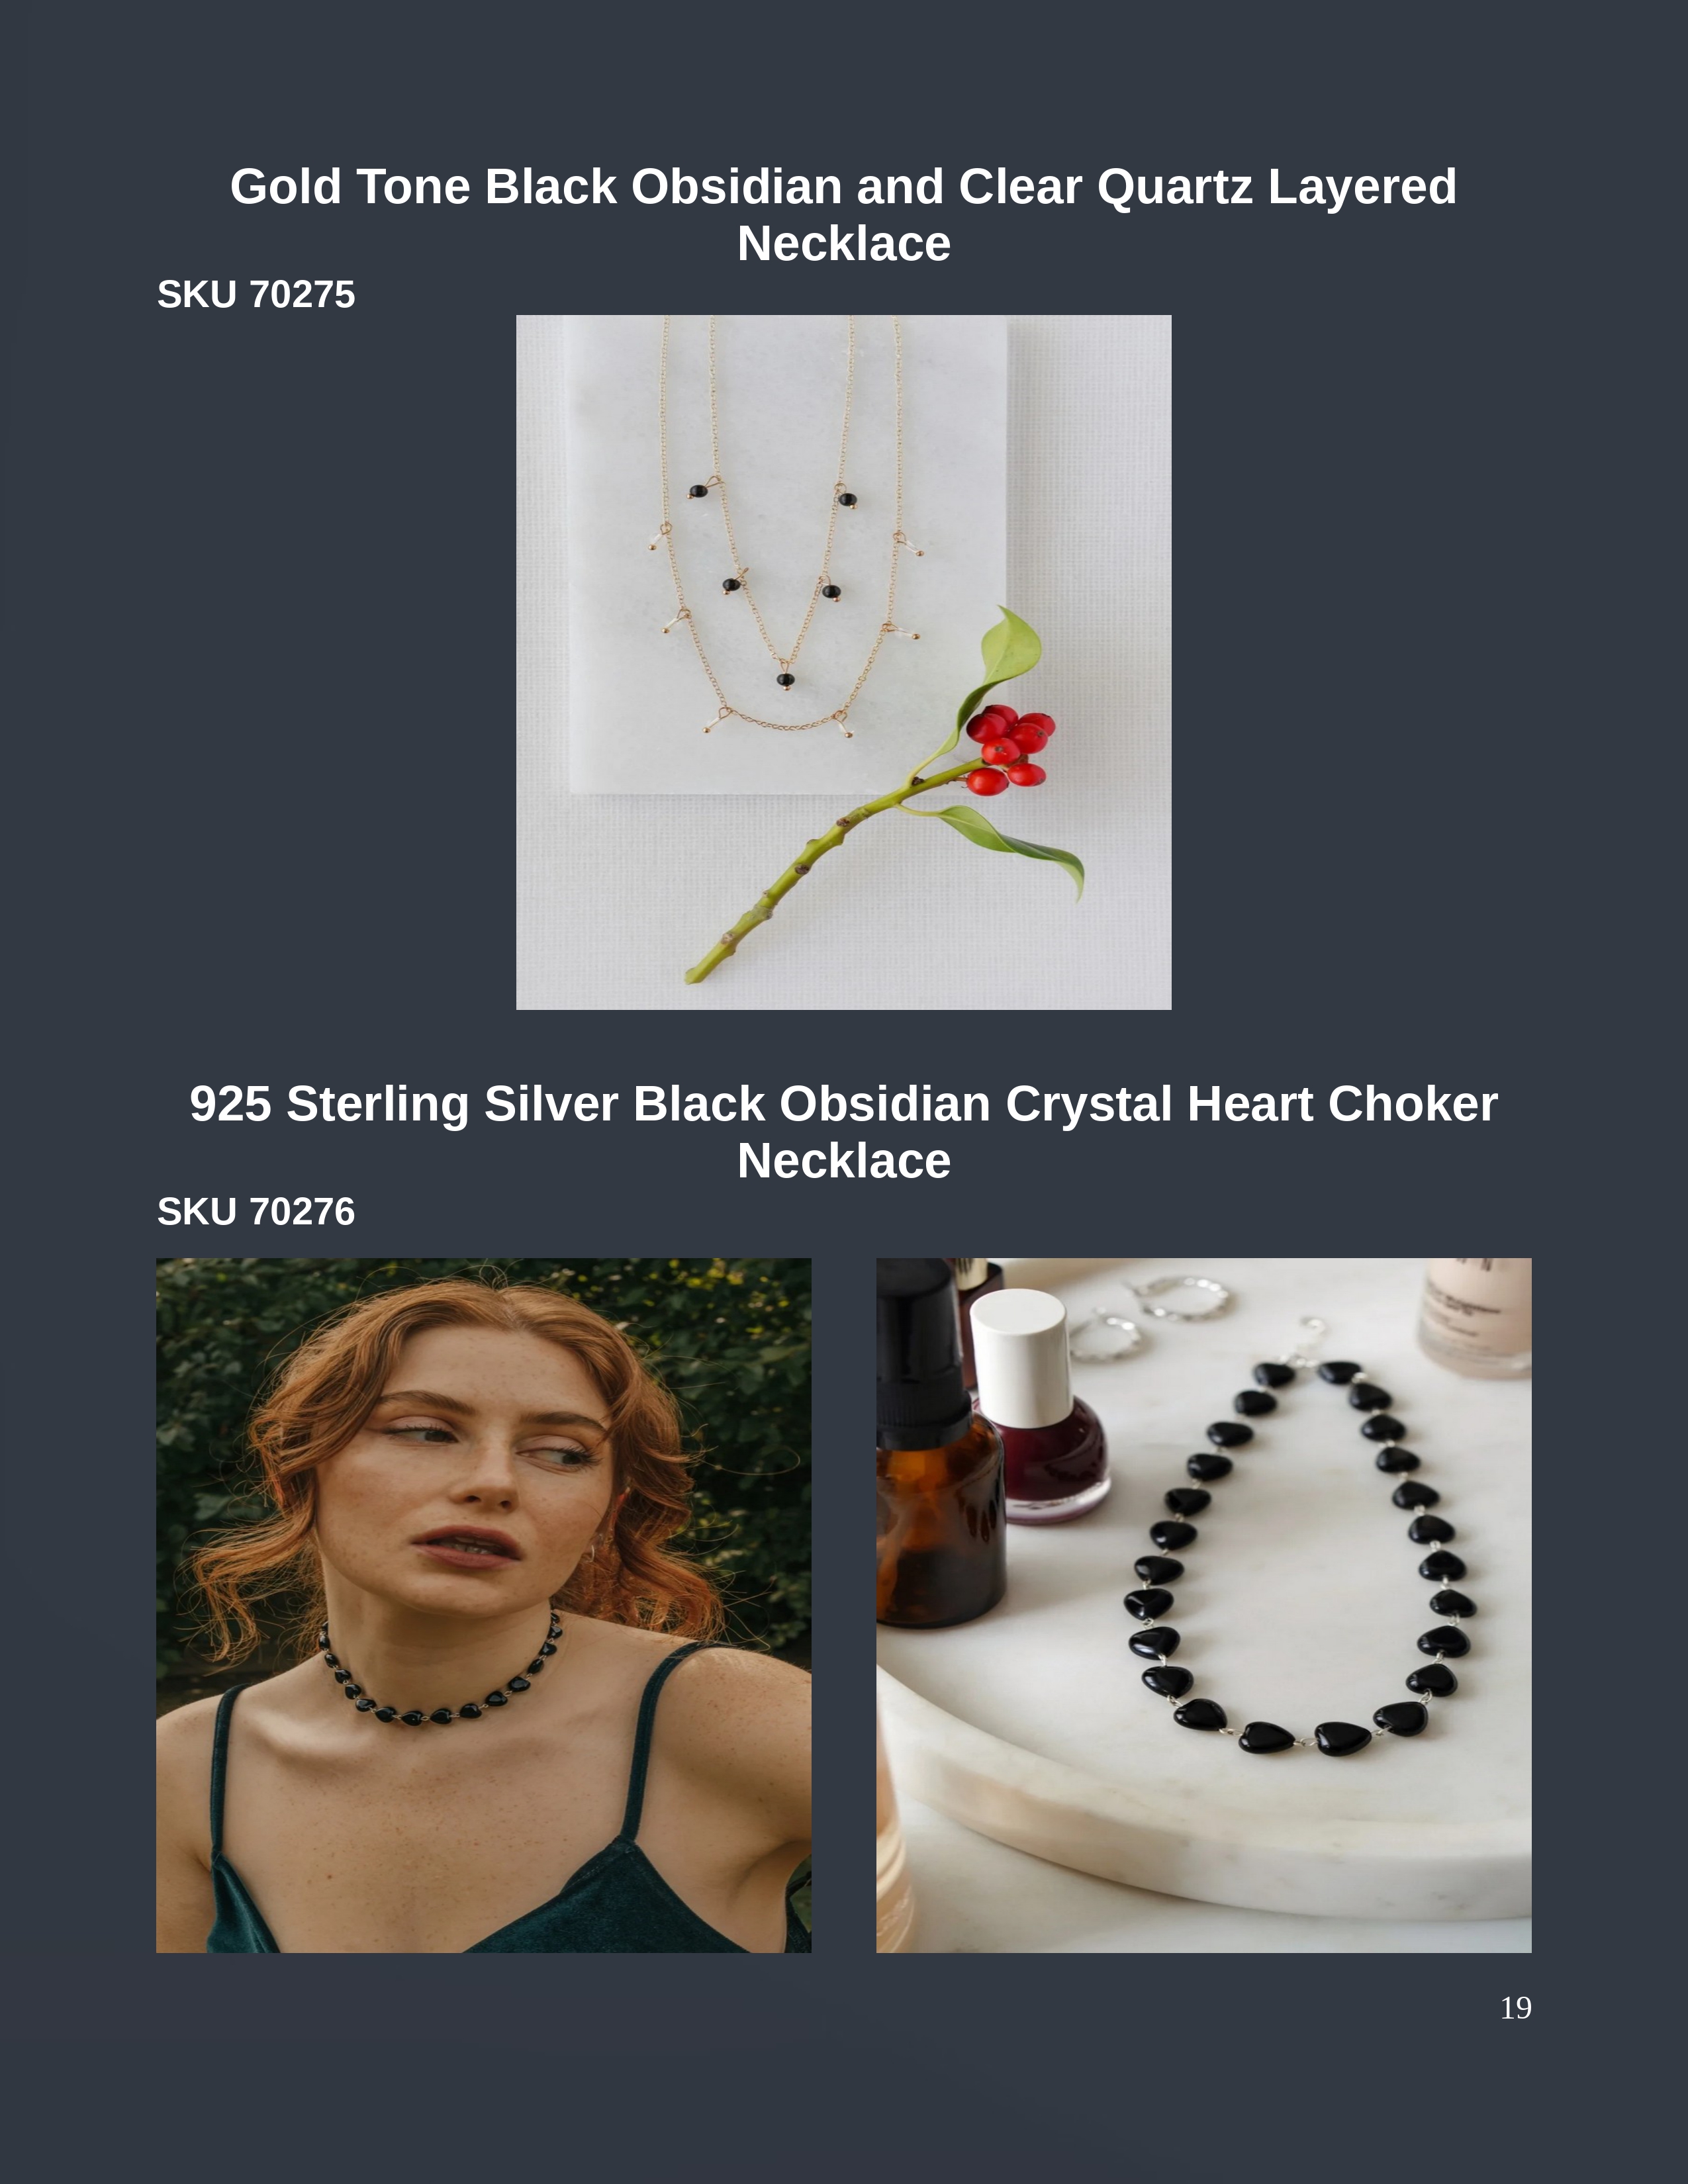 Gold Tone Black Obsidian and Clear Quartz Layered
Necklace
SKU 70275
925 Sterling Silver Black Obsidian Crystal Heart Choker
Necklace
SKU 70276
19